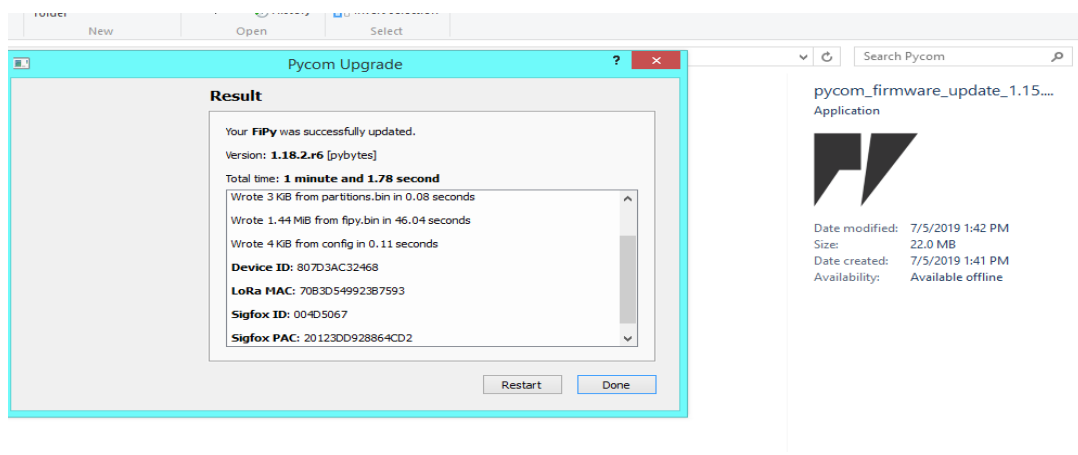 New
Open
Select
Pycom Upgrade
?
Search Pycom
Result
Your FiPy was successfully updated.
Version: 1.18.2.r6 [pybytes]
Total time: 1 minute and 1.78 second
Wrote 3 KiB from partitions.bin in 0.08 seconds
Wrote 1.44 MiB from fipy.bin in 46.04 seconds
Wrote 4 KiB from config in 0.11 seconds
Device ID: 807D3AC32468
LoRa MAC: 70B3D549923B7593
Sigfox ID: 004D5067
Sigfox PAC: 20123DD928864CD2
Restart
Done
pycom_firmware_update_1.15....
Application
Date modified: 7/5/2019 1:42 PM
Size: 22.0 MB
Date created: 7/5/2019 1:41 PM
Availability: Available offline